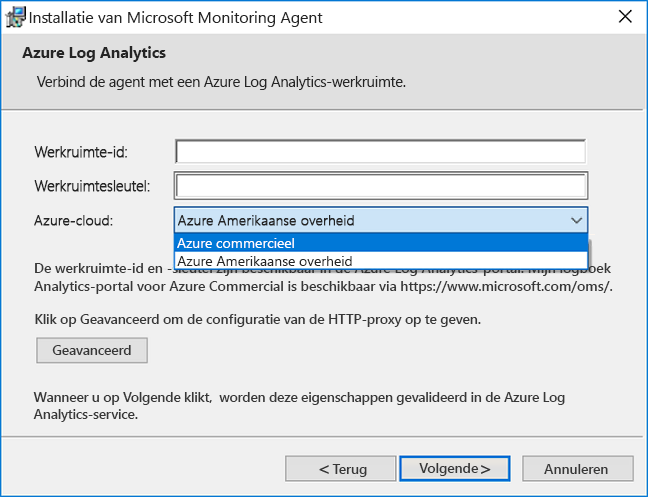 Installatie van Microsoft Monitoring Agent
Azure Log Analytics
Verbind de agent met een Azure Log Analytics-werkruimte.
Werkruimte-id:
Werkruimtesleutel:
Azure-cloud: Azure Amerikaanse overheid
Azure commercieel
Azure Amerikaanse overheid
De werkruimte-id en -sleutel zijn beschikbaar in de Azure Log Analytics-portal. Mijn logboek
Analytics-portal voor Azure Commercial is beschikbaar via https://www.microsoft.com/oms/.
Klik op Geavanceerd om de configuratie van de HTTP-proxy op te geven.
Geavanceerd
Wanneer u op Volgende klikt, worden deze eigenschappen gevalideerd in de Azure Log
Analytics-service.
< Terug Volgende > Annuleren